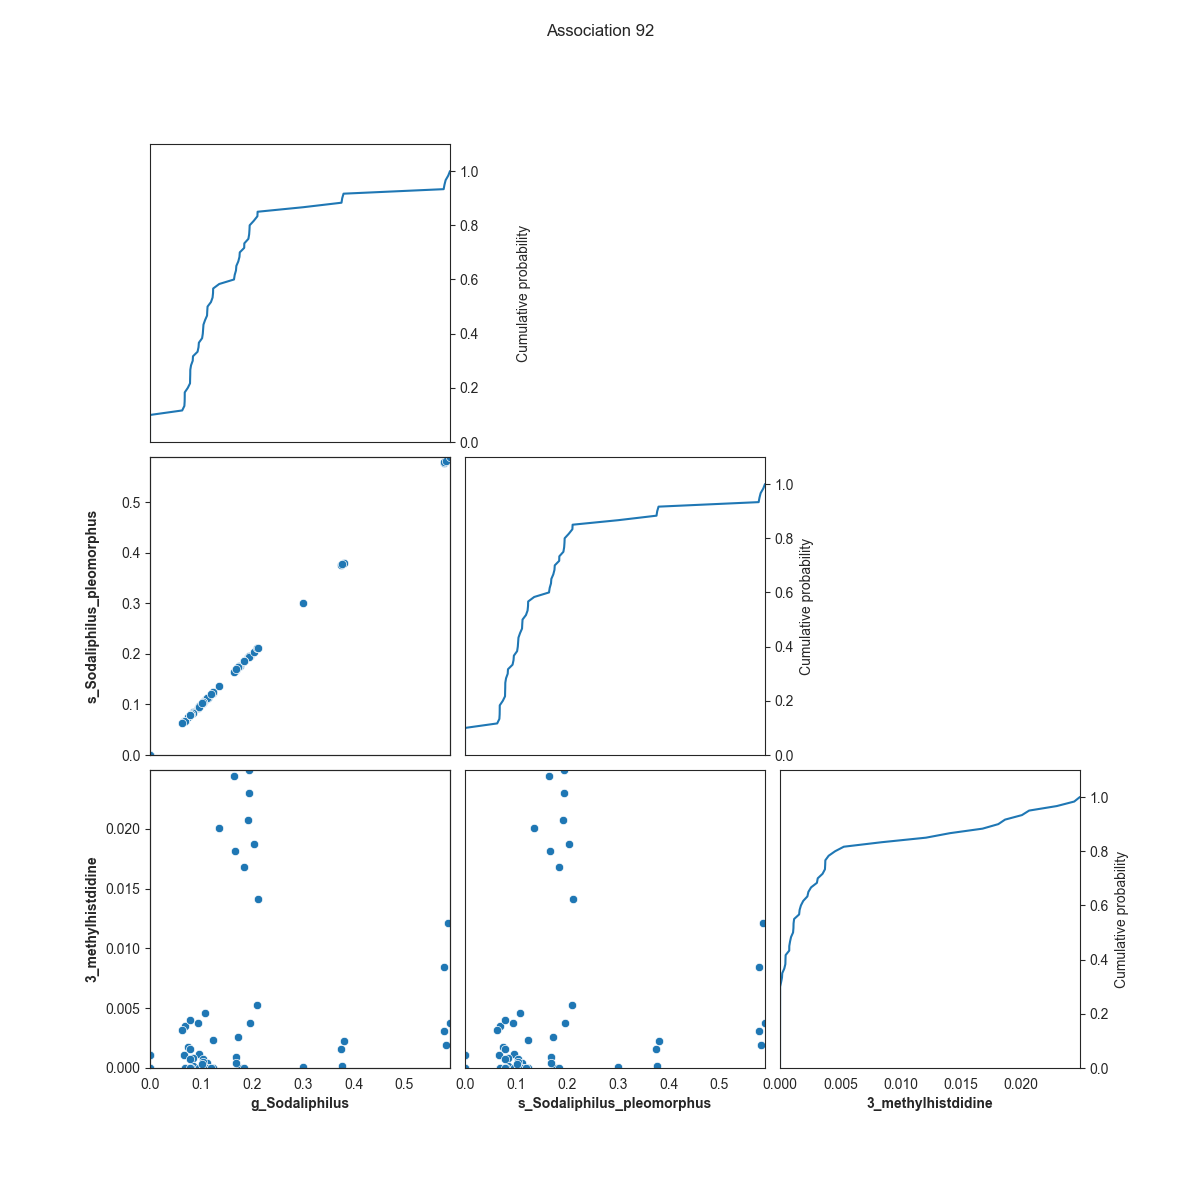 Association 92
1.0
0.8
0.6
0.4
0.2
0.0
Cumulative probability
s_Sodaliphilus_pleomorphus
0.5
0.4
0.3
0.2
0.1
0.0
1.0
0.8
0.6
0.4
0.2
0.0
Cumulative probability
3_methylhistdidine
0.020
0.015
0.010
0.005
0.000
1.0
0.8
0.6
0.4
0.2
0.0
Cumulative probability
0.0 0.1 0.2 0.3 0.4 0.5
g_Sodaliphilus
0.0 0.1 0.2 0.3 0.4 0.5
s_Sodaliphilus_pleomorphus
0.000 0.005 0.010 0.015 0.020
3_methylhistdidine